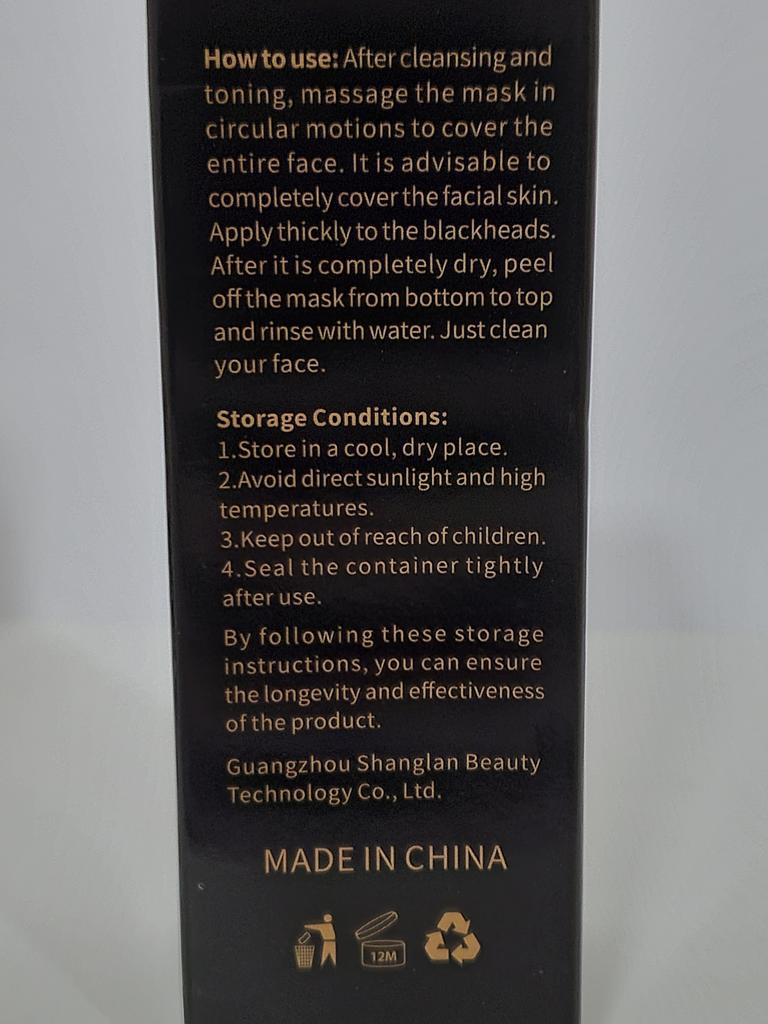 How to use: After cleansing and
toning, massage the mask in
circular motions to cover the
entire face. It is advisable to
completely cover the facial skin.
Apply thickly to the blackheads.
After it is completely dry, peel
off the mask from bottom to top
and rinse with water. Just clean
your face.
Storage Conditions:
1.Store in a cool, dry place.
2.Avoid direct sunlight and high
temperatures.
3.Keep out of reach of children.
4.Seal the container tightly
after use.
By following these storage
instructions, you can ensure
the longevity and effectiveness
of the product.
Guangzhou Shanglan Beauty
Technology Co., Ltd.
MADE IN CHINA
12M